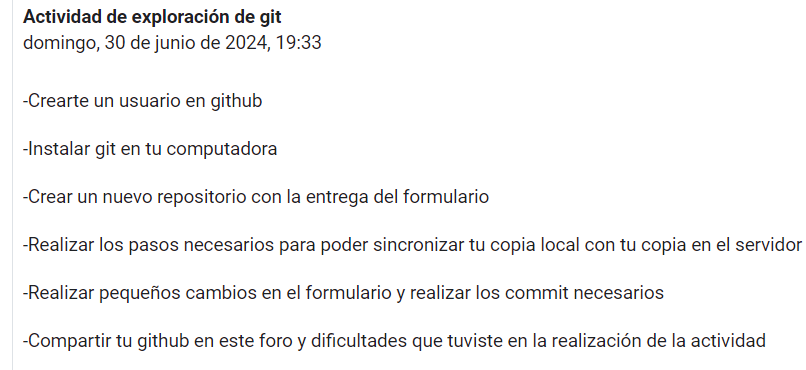 Actividad de exploración de git
domingo, 30 de junio de 2024, 19:33
-Crearte un usuario en github
-Instalar git en tu computadora
-Crear un nuevo repositorio con la entrega del formulario
-Realizar los pasos necesarios para poder sincronizar tu copia local con tu copia en el servidor
-Realizar pequeños cambios en el formulario y realizar los commit necesarios
-Compartir tu github en este foro y dificultades que tuviste en la realización de la actividad